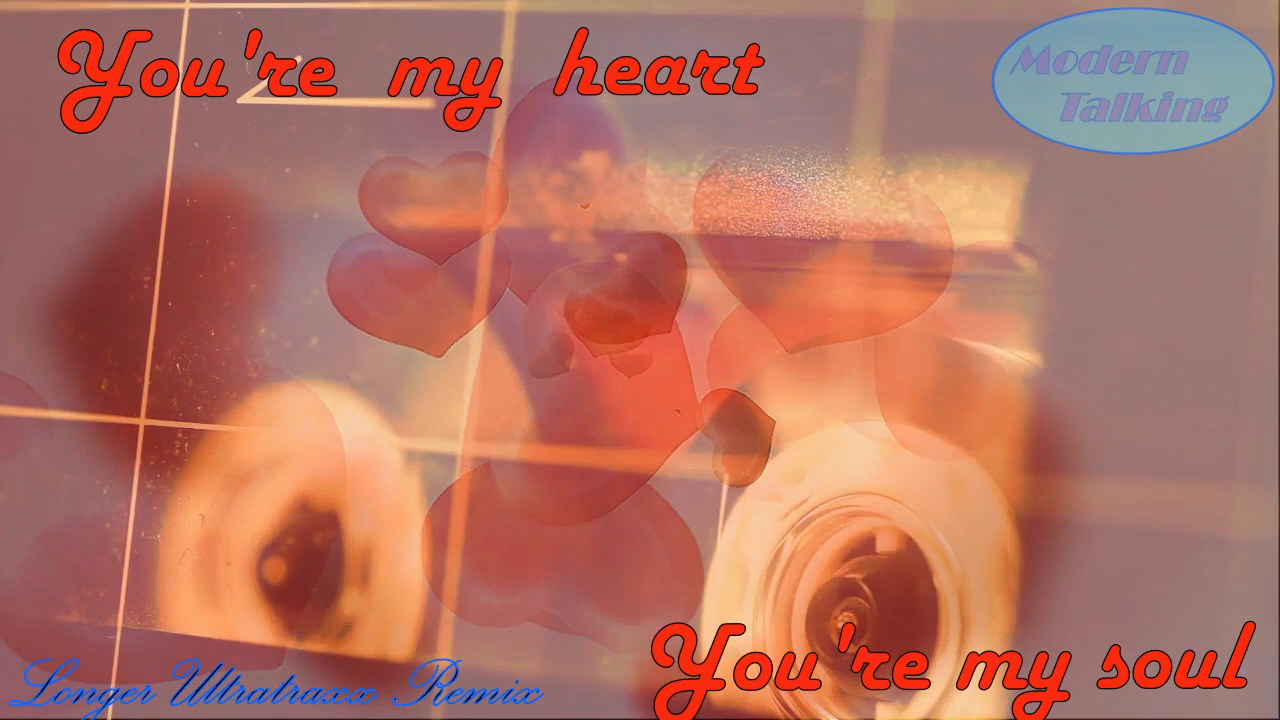 You're my heart
Modern
Talking
You're my soul
Longer Ultratraxx Remix